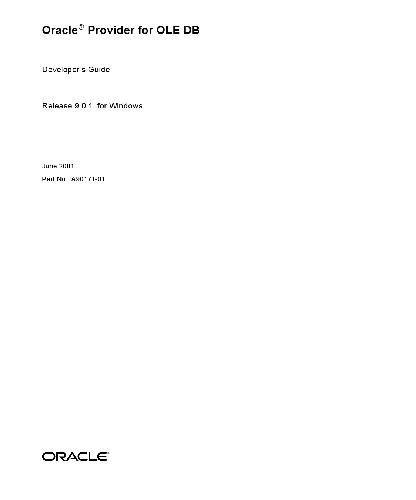 Oracle® Provider for OLE DB
Developer's Guide
Release 9.0.1 for Windows
June 2001
Part No. A90171-01
ORACLE®